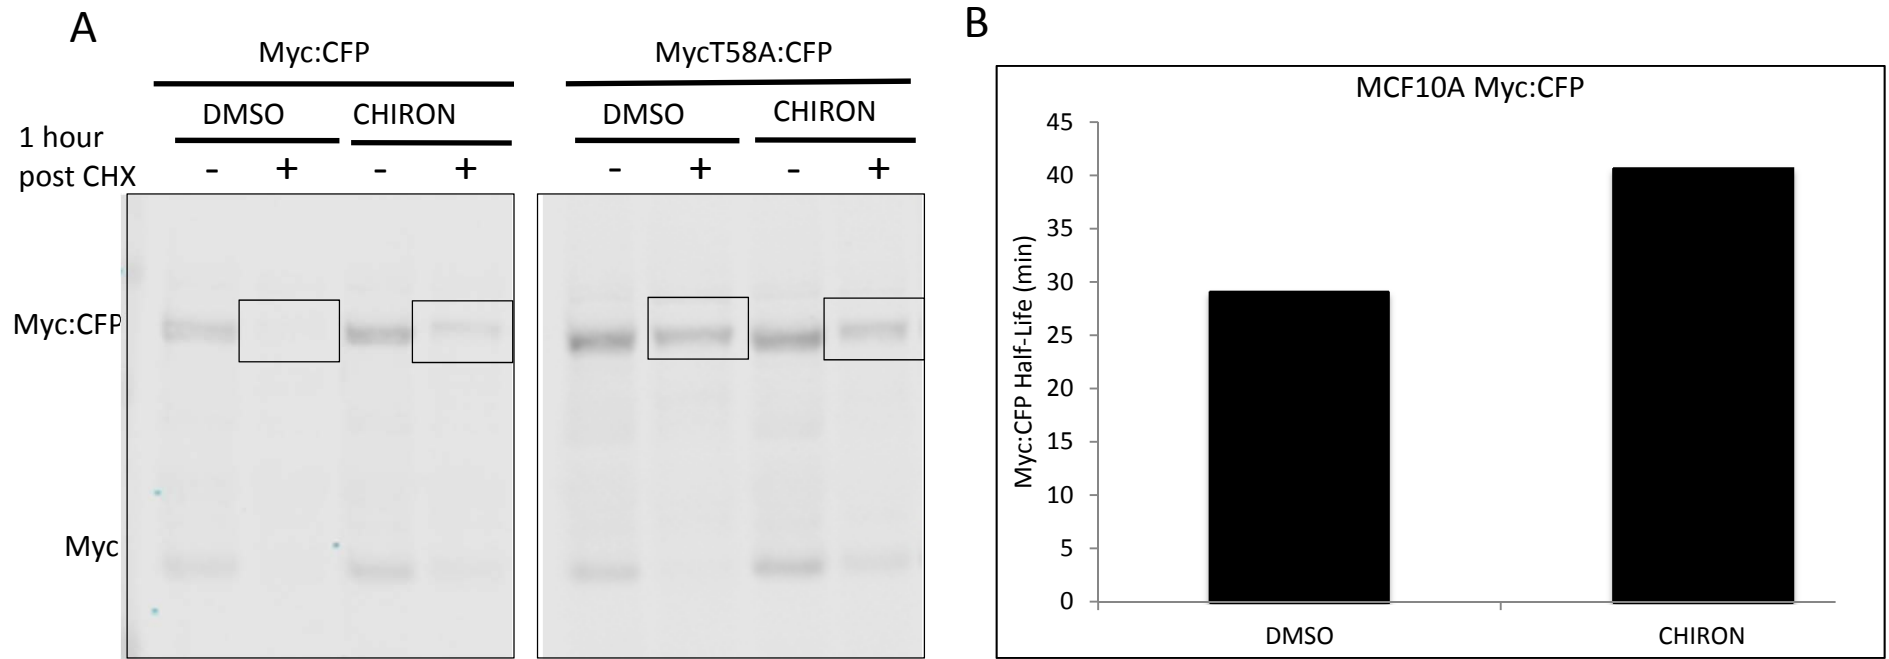 A
Myc:CFP
MycT58A:CFP
DMSO
CHIRON
DMSO
CHIRON
1 hour
post CHX
- + - +
- + - +
Myc:CFP
Myc
B
MCF10A Myc:CFP
Myc:CFP Half-Life (min)
45
40
35
30
25
20
15
10
5
0
DMSO
CHIRON